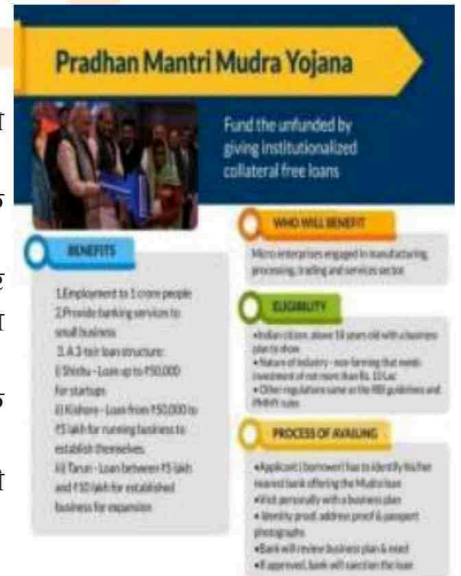 Pradhan Mantri Mudra Yojana
Fund the unfunded by
giving institutionalized
collateral free loans
BENEFITS
1.Employment to 1 crore people
2.Provide banking services to
small business
3. A 3 teir loan structure:
i) Shishu - Loan up to ₹50,000
for startups
ii) Kishore - Loan from ₹50,000 to
₹5 lakh for running business to
establish themselves.
iii) Tarun - Loan between ₹5 lakh
and ₹10 lakh for established
business for expansion
WHO WILL BENEFIT
Micro enterprises engaged in manufacturing,
processing, trading and services sector
ELIGIBILITY
•Indian citizen, above 18 years old with a business
plan to show
• Nature of industry - non farming that needs
investment of not more than Rs. 10 Lac
• Other regulations same as the RBI guidelines and
PMMY rules
PROCESS OF AVAILING
•Applicant (borrower) has to identify his/her
nearest bank offering the Mudra loan
•Visit personally with a business plan
• Identity proof, address proof & passport
photographs
•Bank will review business plan & need
•If approved, bank will sanction the loan